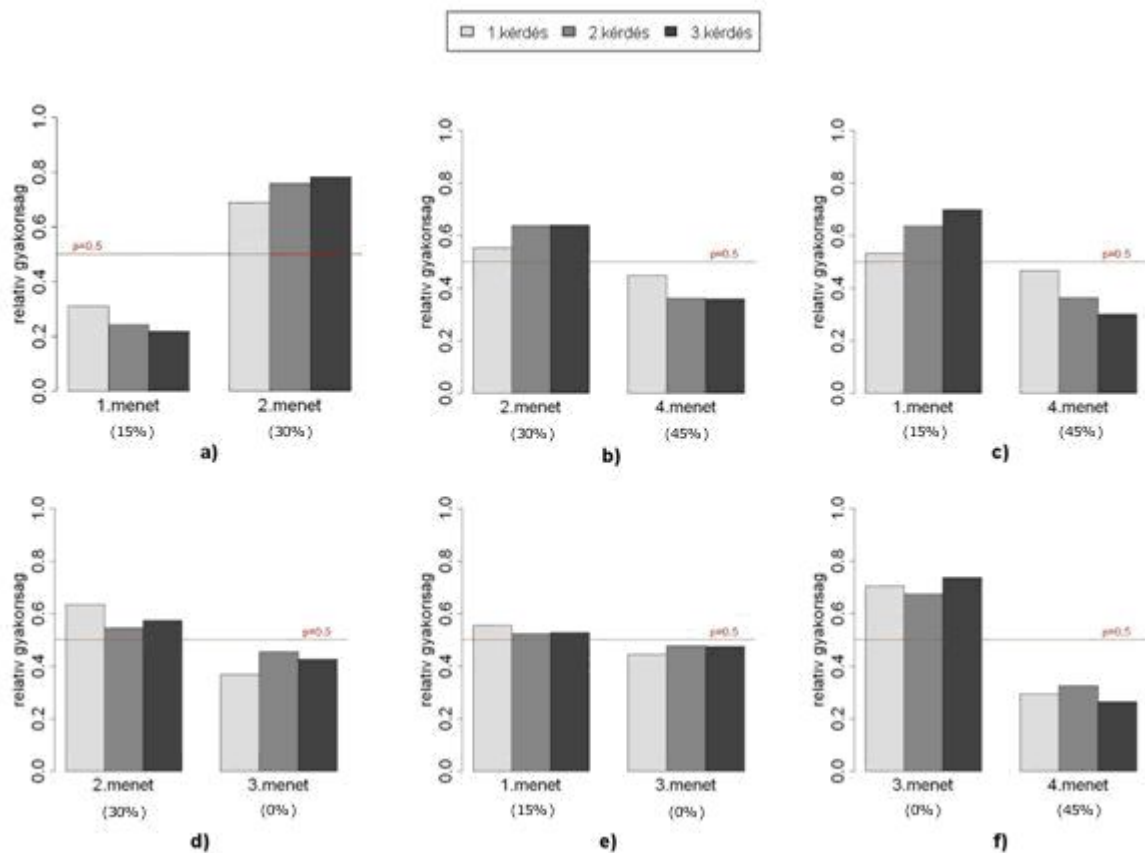 1.kérdés 2.kérdés 3.kérdés
relatív gyakoriság
0.0 0.2 0.4 0.6 0.8 1.0
p=0.5
1.menet 2.menet
(15%) (30%)
a)
relatív gyakoriság
0.0 0.2 0.4 0.6 0.8 1.0
p=0.5
2.menet 4.menet
(30%) (45%)
b)
relatív gyakoriság
0.0 0.2 0.4 0.6 0.8 1.0
p=0.5
1.menet 4.menet
(15%) (45%)
c)
relatív gyakoriság
0.0 0.2 0.4 0.6 0.8 1.0
p=0.5
2.menet 3.menet
(30%) (0%)
d)
relatív gyakoriság
0.0 0.2 0.4 0.6 0.8 1.0
p=0.5
1.menet 3.menet
(15%) (0%)
e)
relatív gyakoriság
0.0 0.2 0.4 0.6 0.8 1.0
p=0.5
3.menet 4.menet
(0%) (45%)
f)